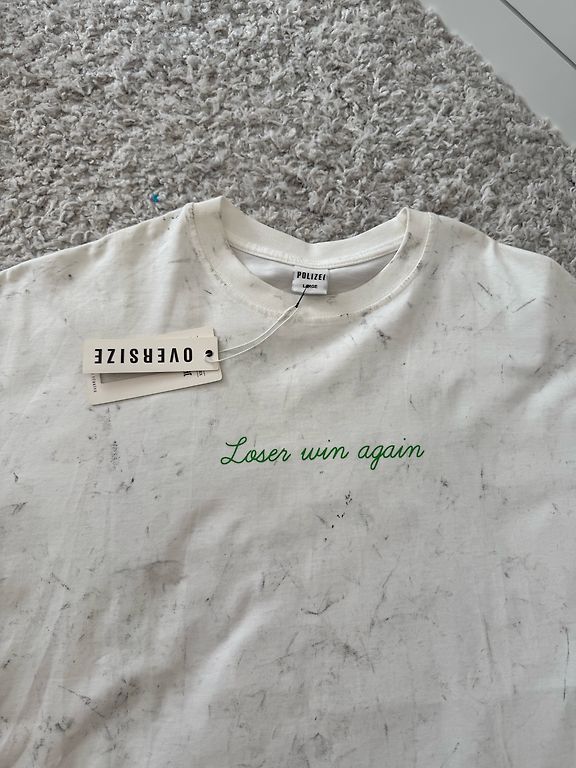 POLIZEI
LARGE
OVERSIZE
Loser win again